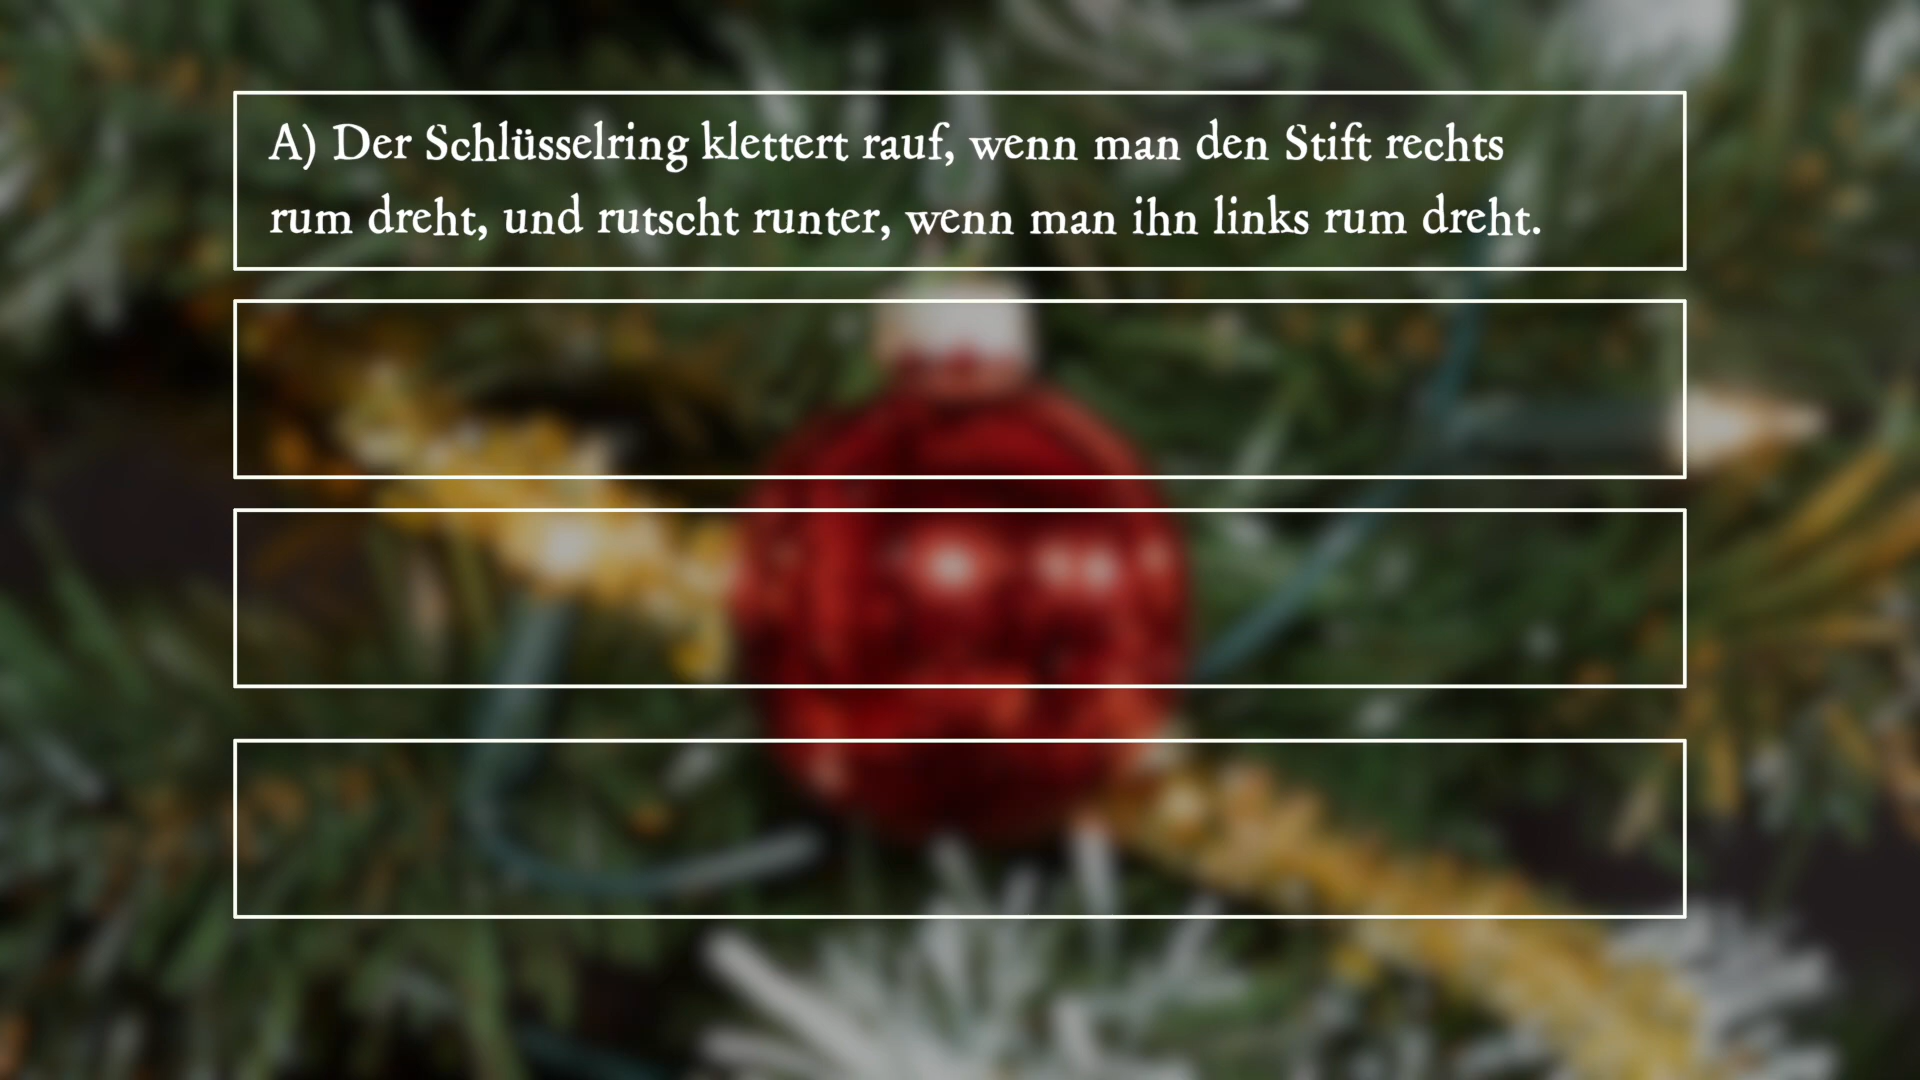 A) Der Schlüsselring klettert rauf, wenn man den Stift rechts
rum dreht, und rutscht runter, wenn man ihn links rum dreht.